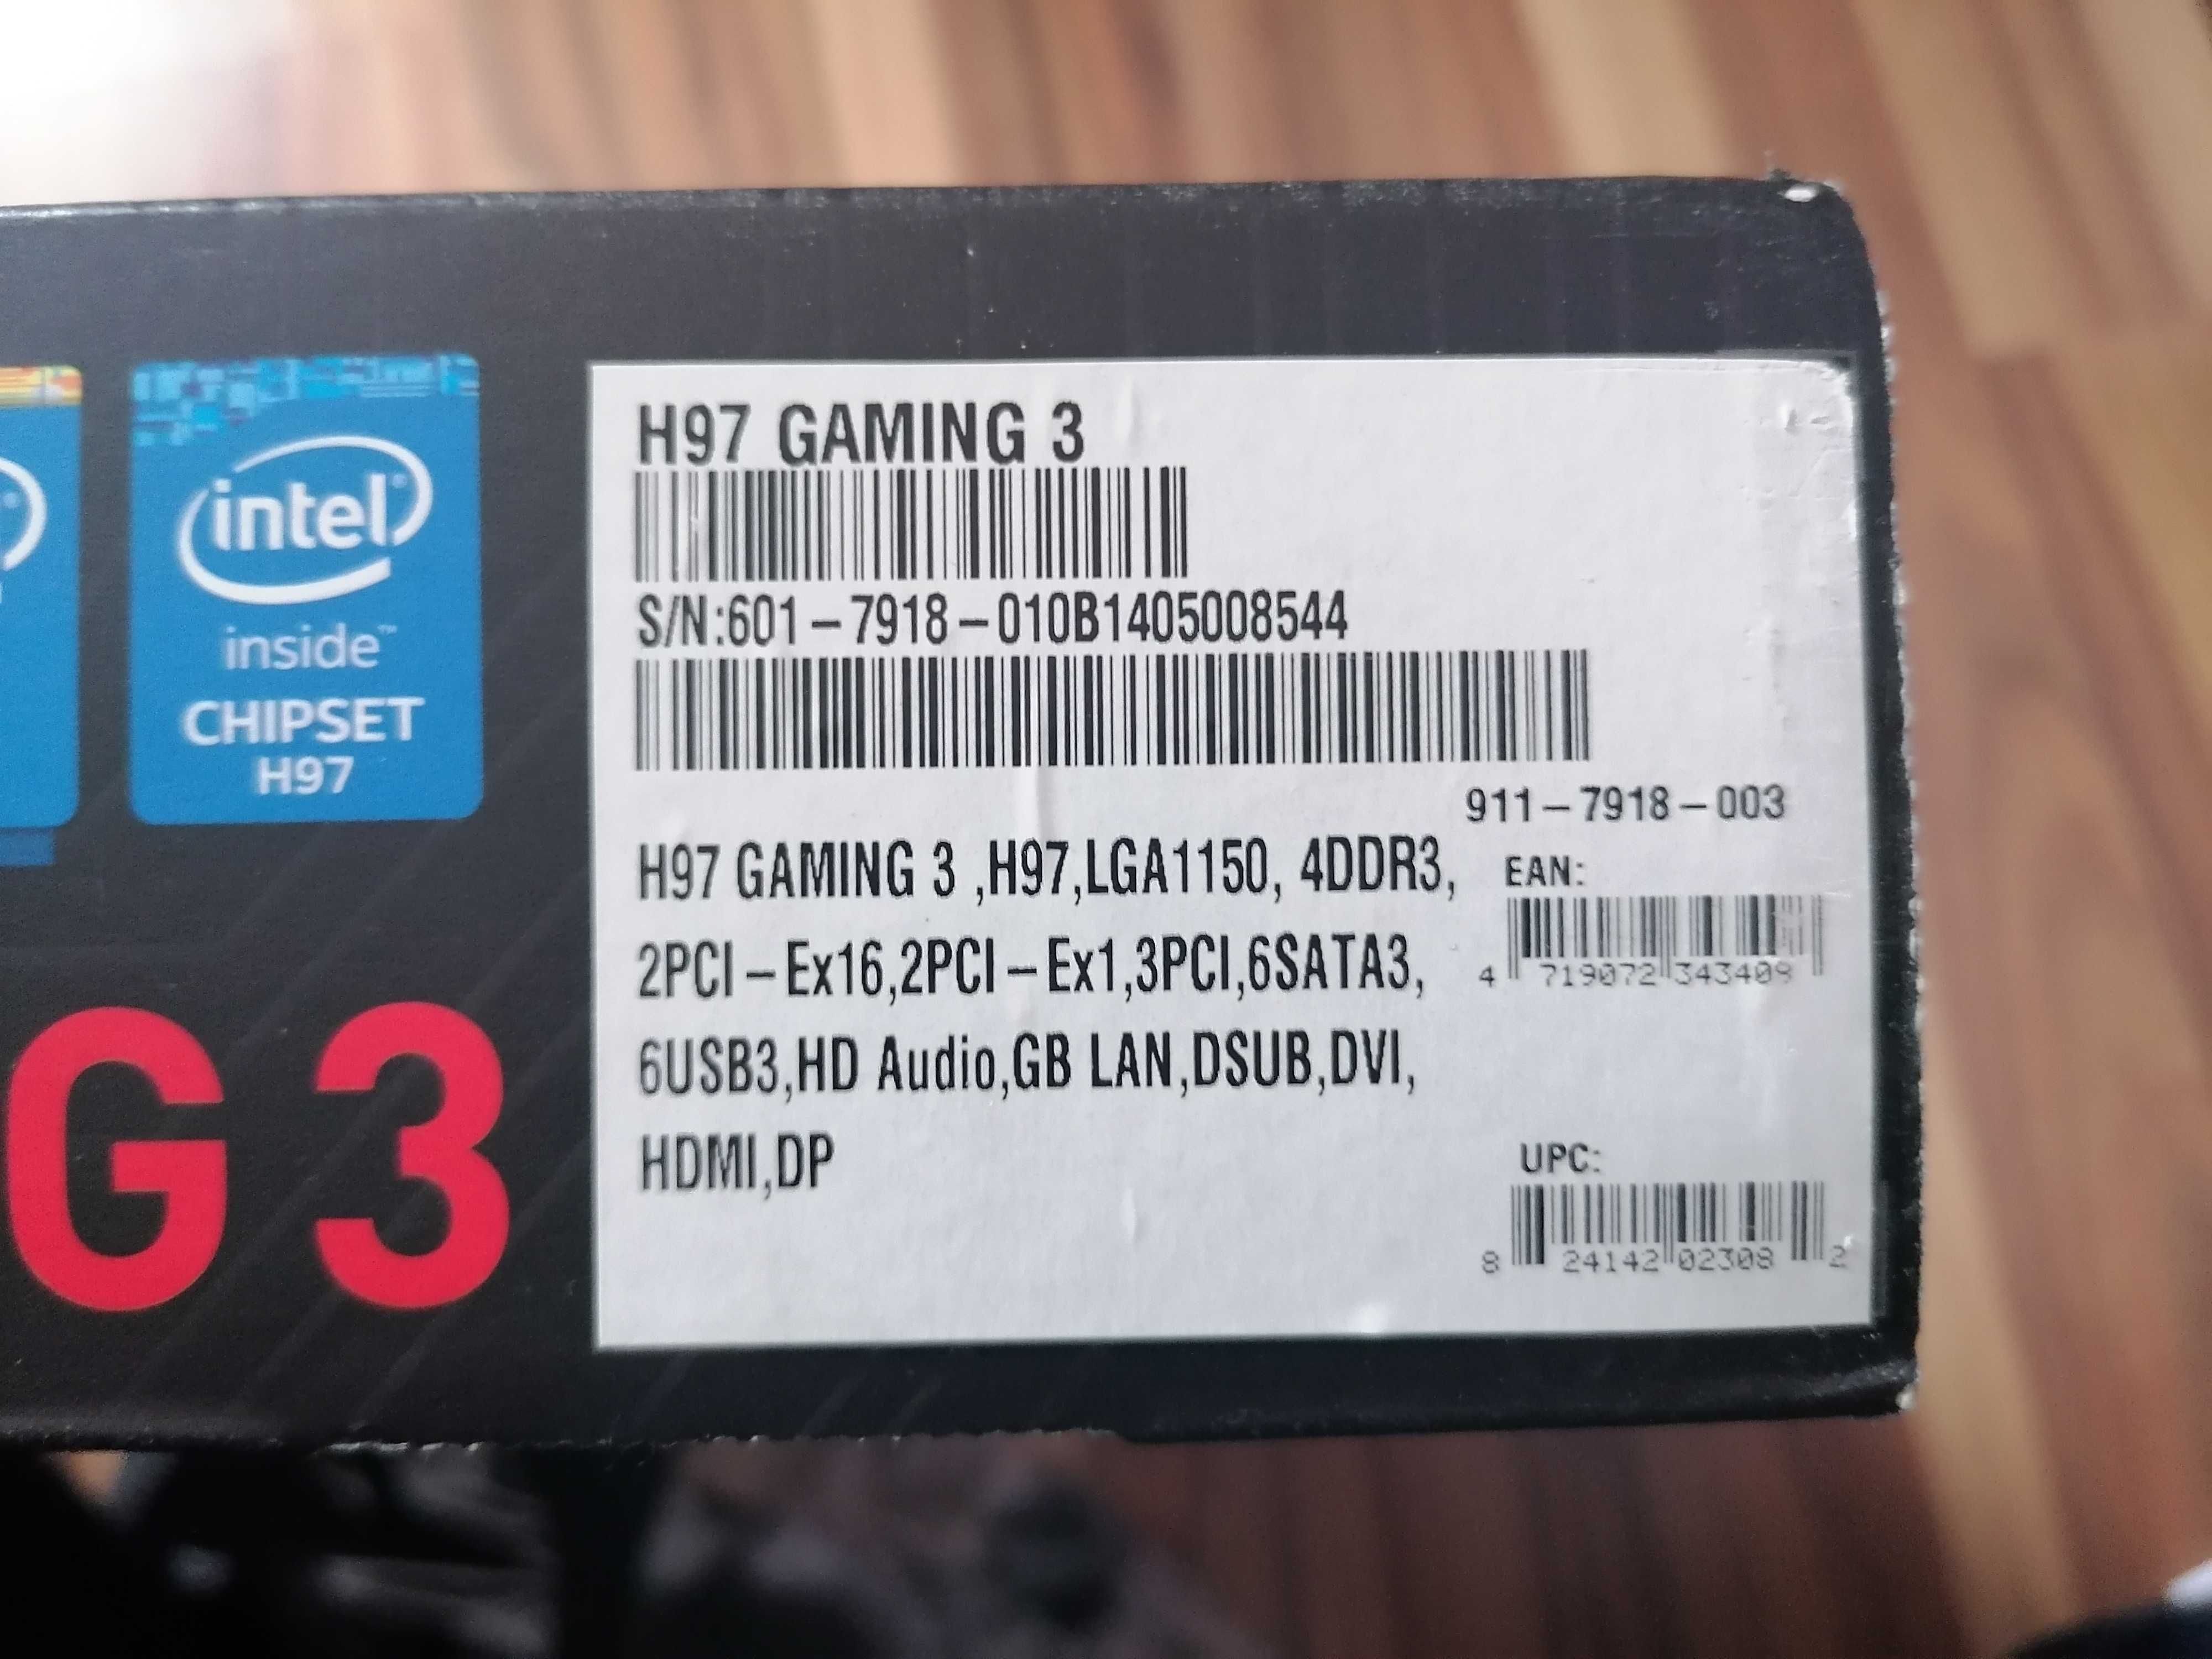 intel
inside™
CHIPSET
H97
G 3
H97 GAMING 3
S/N:601-7918-010B1405008544
911-7918-003
H97 GAMING 3 ,H97,LGA1150, 4DDR3,
2PCI-Ex16,2PCI-Ex1,3PCI,6SATA3,
6USB3,HD Audio,GB LAN,DSUB,DVI,
HDMI,DP
EAN:
4 719072 343409
UPC:
8 24142 02308 2